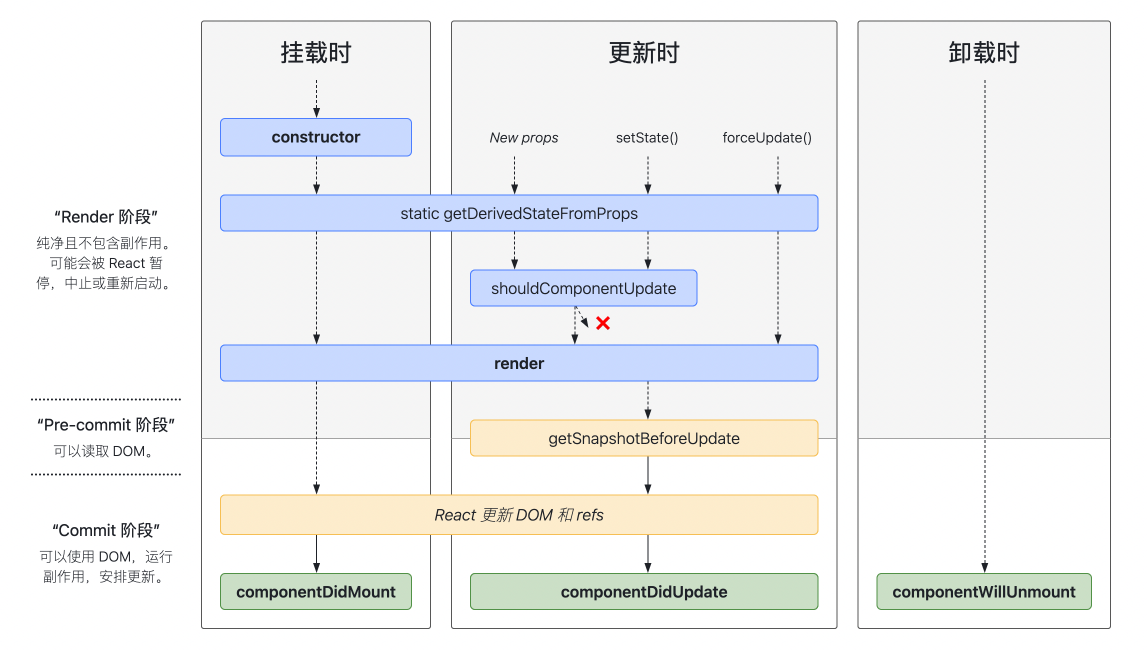 挂载时
更新时
卸载时
constructor
New props
setState()
forceUpdate()
static getDerivedStateFromProps
“Render 阶段”
纯净且不包含副作用。
可能会被 React 暂
停，中止或重新启动。
shouldComponentUpdate
render
“Pre-commit 阶段”
可以读取 DOM。
getSnapshotBeforeUpdate
“Commit 阶段”
可以使用 DOM，运行
副作用，安排更新。
React 更新 DOM 和 refs
componentDidMount
componentDidUpdate
componentWillUnmount